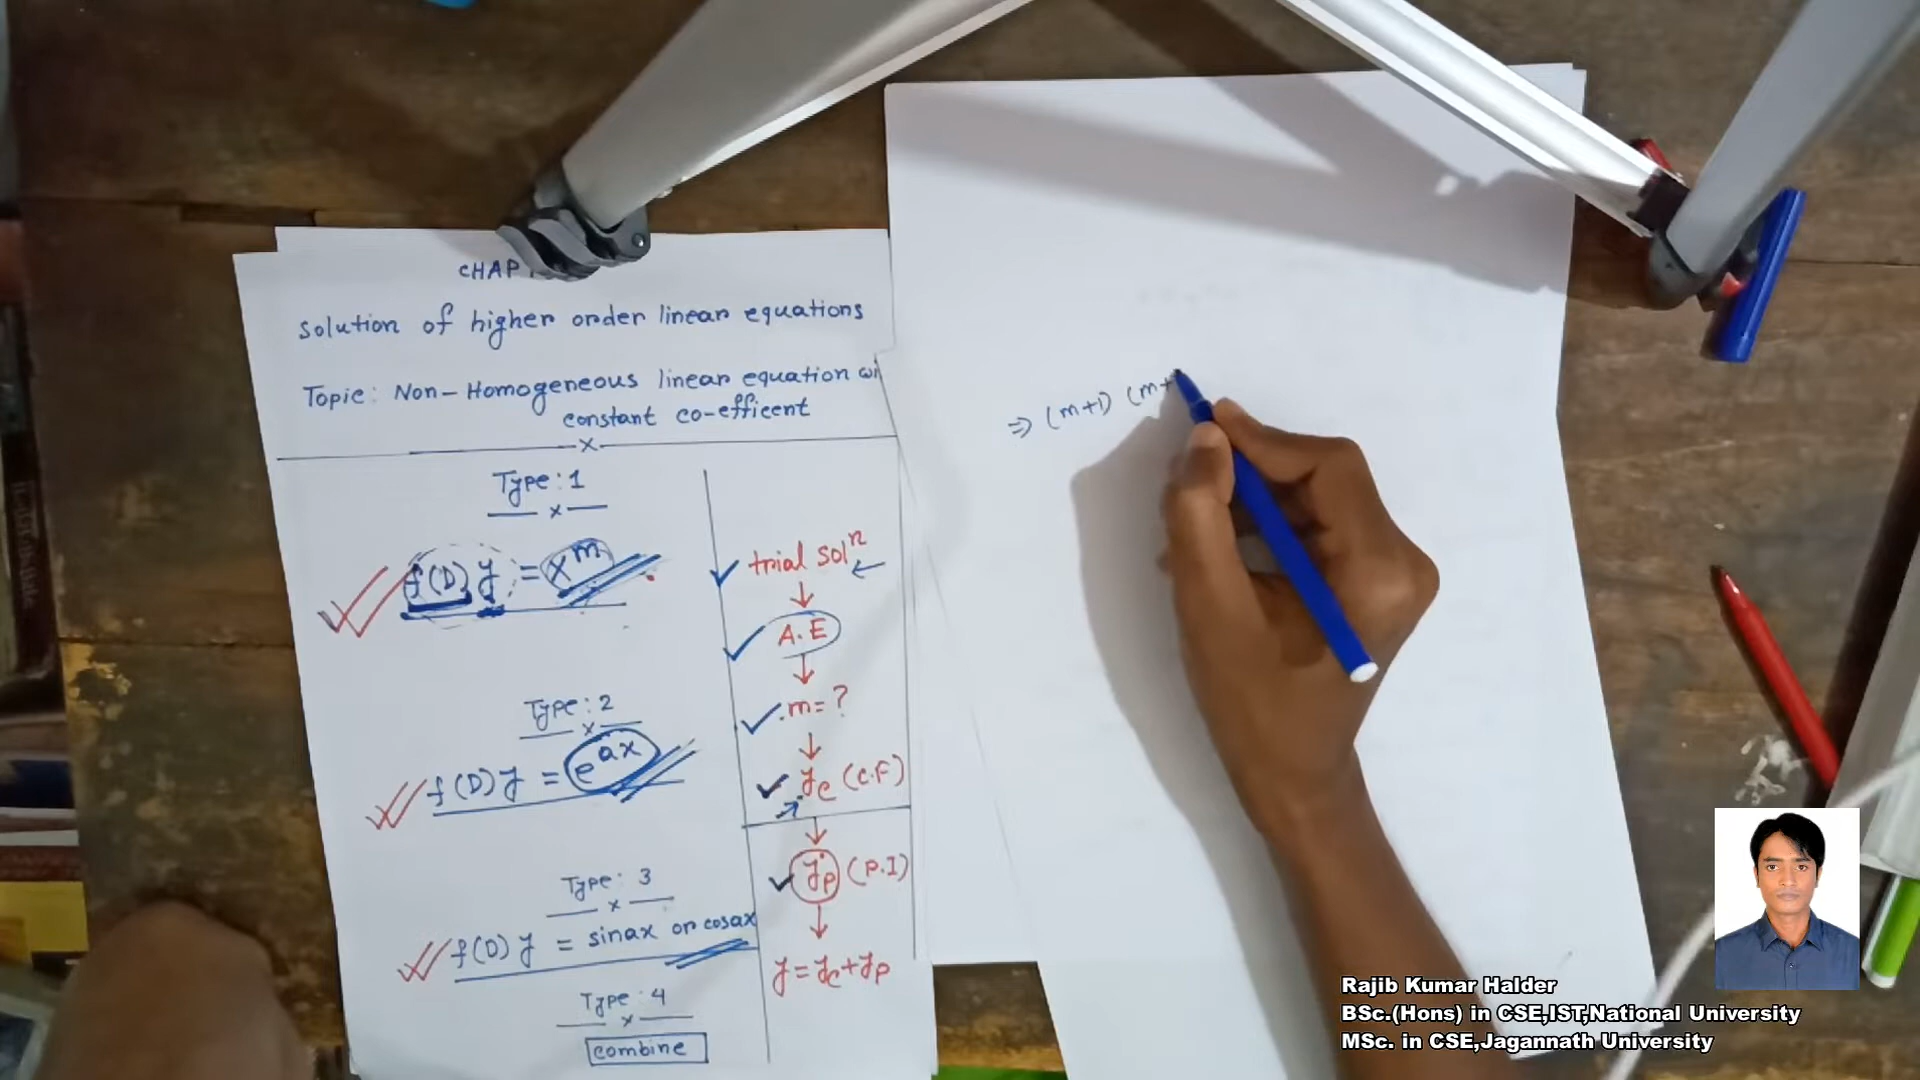 CHAP
Solution of higher order linear equations
Topic: Non-Homogeneous linear equation wi
constant co-efficent
x
Type: 1
x
f(D) y = x^m
Type: 2
x
f(D) y = e^ax
Type: 3
x
f(D) y = sinax or cosax
Type: 4
x
combine
trial sol^n
A.E
m = ?
y_c (C.F)
y_p (P.I)
y = y_c + y_p
⇒ (m+1) (m+
Rajib Kumar Halder
BSc.(Hons) in CSE,IST,National University
MSc. in CSE,Jagannath University